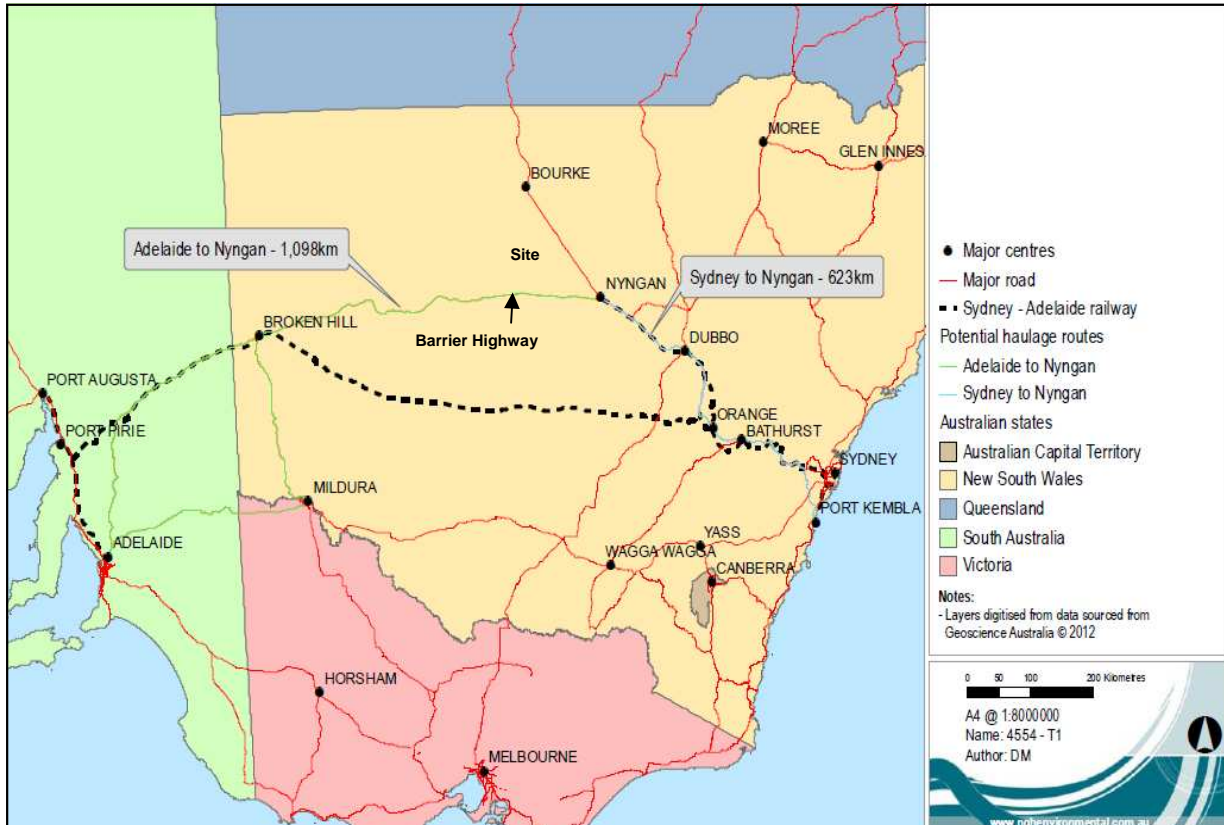 MOREE
GLEN INNES
BOURKE
Adelaide to Nyngan - 1,098km
Site
NYNGAN
Sydney to Nyngan - 623km
BROKEN HILL
Barrier Highway
DUBBO
PORT AUGUSTA
PORT PIRIE
ORANGE
BATHURST
SYDNEY
MILDURA
PORT KEMBLA
ADELAIDE
YASS
WAGGA WAGGA
CANBERRA
HORSHAM
MELBOURNE
Major centres
Major road
Sydney - Adelaide railway
Potential haulage routes
Adelaide to Nyngan
Sydney to Nyngan
Australian states
Australian Capital Territory
New South Wales
Queensland
South Australia
Victoria
Notes:
- Layers digitised from data sourced from
Geoscience Australia © 2012
0 50 100 200 Kilometres
A4 @ 1:8000000
Name: 4554 - T1
Author: DM